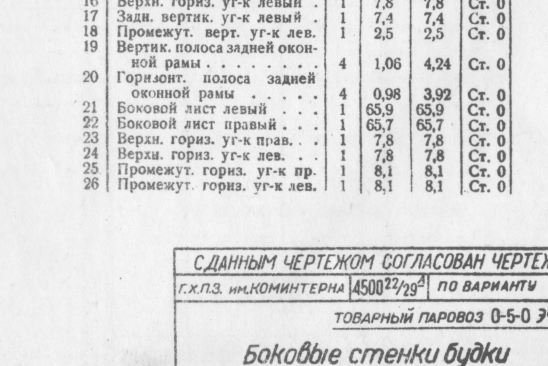 16 Верхн. гориз. уг-к левый . 1 7,8 7,8 Ст. 0
17 Задн. вертик. уг-к левый . 1 7,4 7,4 Ст. 0
18 Промежут. верт. уг-к лев. 1 2,5 2,5 Ст. 0
19 Вертик. полоса задней окон-
ной рамы . . . . . . . . 4 1,06 4,24 Ст. 0
20 Горизонт. полоса задней
оконной рамы . . . . . 4 0,98 3,92 Ст. 0
21 Боковой лист левый . . . 1 65,9 65,9 Ст. 0
22 Боковой лист правый . . . 1 65,7 65,7 Ст. 0
23 Верхн. гориз. уг-к прав. . . 1 7,8 7,8 Ст. 0
24 Верхн. гориз. уг-к лев. . . 1 7,8 7,8 Ст. 0
25 Промежут. гориз. уг-к пр. 1 8,1 8,1 Ст. 0
26 Промежут. гориз. уг-к лев. 1 8,1 8,1 Ст. 0
С ДАННЫМ ЧЕРТЕЖОМ СОГЛАСОВАН
Г.Х.П.З. им. КОМИНТЕРНА 4500 22/29 Д ПО ВАРИАНТУ
ТОВАРНЫЙ ПАРОВОЗ 0-5-0
Боковые стенки будки